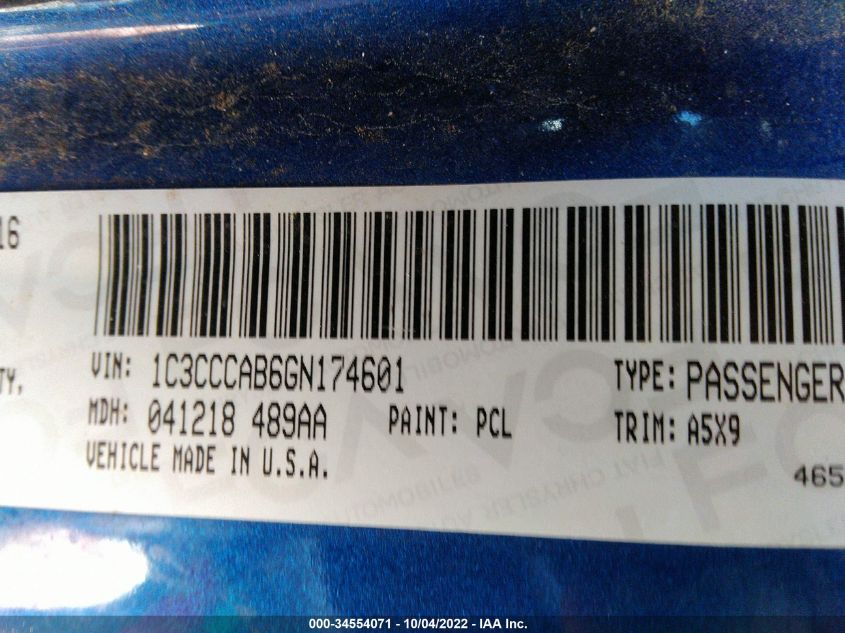 16
TY,
VIN: 1C3CCCAB6GN174601 TYPE: PASSENGER
MDH: 041218 489AA PAINT: PCL TRIM: A5X9
VEHICLE MADE IN U.S.A.
465
000-34554071 - 10/04/2022 - IAA Inc.